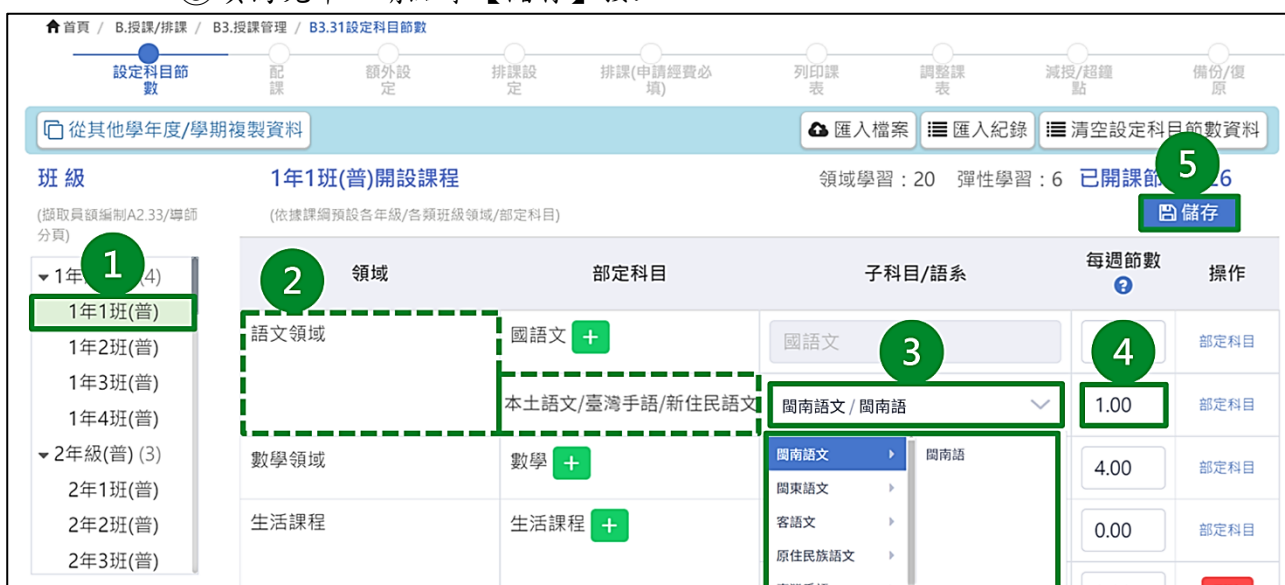 首頁 / B.授課/排課 / B3.授課管理 / B3.31設定科目節數
設定科目節數
配課
額外設定
排課設定
排課(申請經費必填)
列印課表
調整課表
減授/超鐘點
備份/復原
從其他學年度/學期複製資料
匯入檔案
匯入紀錄
清空設定科目節數資料
班級
(擷取員額編制A2.33/導師分頁)
1年1班(普)開設課程
(依據課綱預設各年級/各類班級領域/部定科目)
領域學習：20 彈性學習：6 已開課節
5
儲存
1
1年
(4)
1年1班(普)
1年2班(普)
1年3班(普)
1年4班(普)
2年級(普) (3)
2年1班(普)
2年2班(普)
2年3班(普)
2
領域
部定科目
子科目/語系
每週節數
?
操作
語文領域
國語文 +
國語文
3
4
部定科目
本土語文/臺灣手語/新住民語文
閩南語文 / 閩南語
1.00
部定科目
閩南語文
閩南語
閩東語文
客語文
原住民族語文
數學領域
數學 +
4.00
部定科目
生活課程
生活課程 +
0.00
部定科目